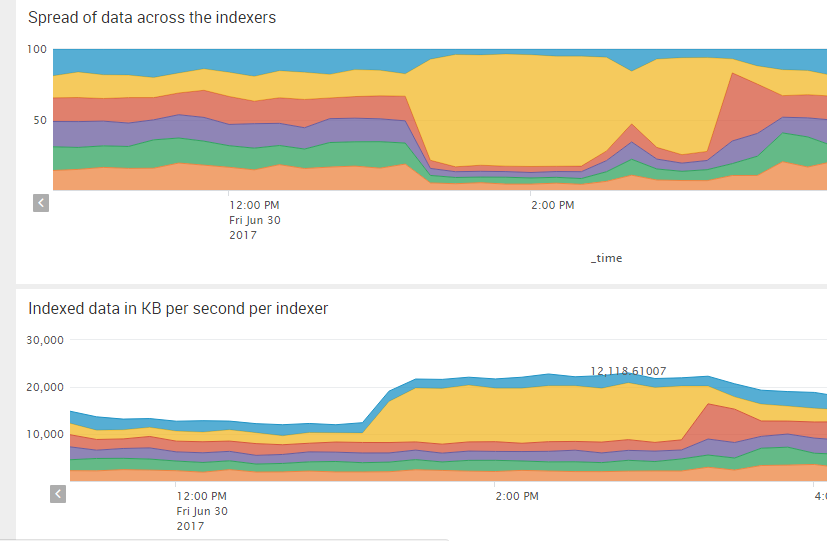 Spread of data across the indexers
100
50
12:00 PM
Fri Jun 30
2017
2:00 PM
_time
Indexed data in KB per second per indexer
30,000
20,000
10,000
12,118.61007
12:00 PM
Fri Jun 30
2017
2:00 PM
4: